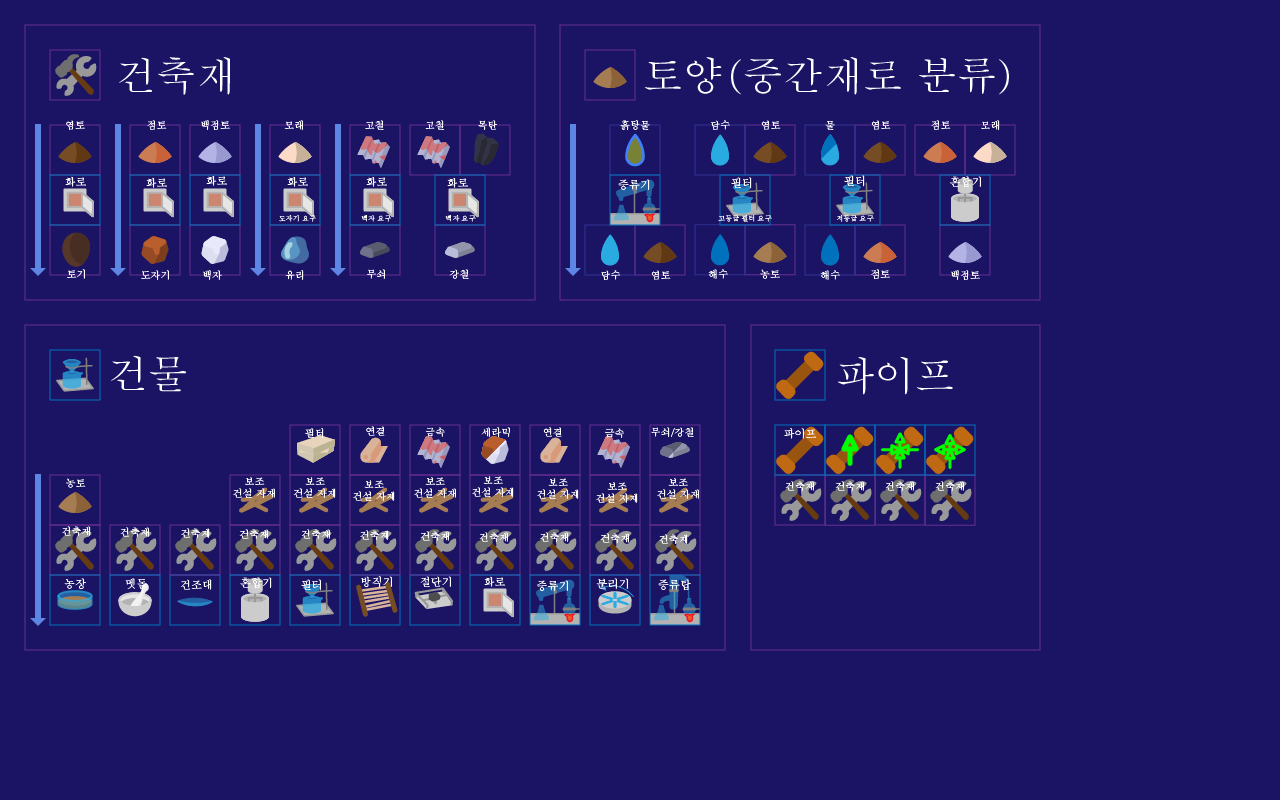 건축재
염토 점토 백점토 모래 고철 고철 목탄
화로 화로 화로 화로 화로 화로
도자기 요구 백자 요구 백자 요구
토기 도자기 백자 유리 무쇠 강철
토양(중간재로 분류)
흙탕물 담수 염토 물 염토 점토 모래
증류기 필터 필터 혼합기
고등급 필터 요구 저등급 요구
담수 염토 해수 농토 해수 점토 백점토
건물
필터 연결 금속 세라믹 연결 금속 무쇠/강철
농토 보조 보조 보조 보조 보조 보조 보조 보조
건설 자재 건설 자재 건설 자재 건설 자재 건설 자재 건설 자재 건설 자재 건설 자재
건축재 건축재 건축재 건축재 건축재 건축재 건축재 건축재 건축재 건축재 건축재
농장 멧돌 건조대 혼합기 필터 방직기 절단기 화로 증류기 분리기 증류탑
파이프
파이프
건축재 건축재 건축재 건축재